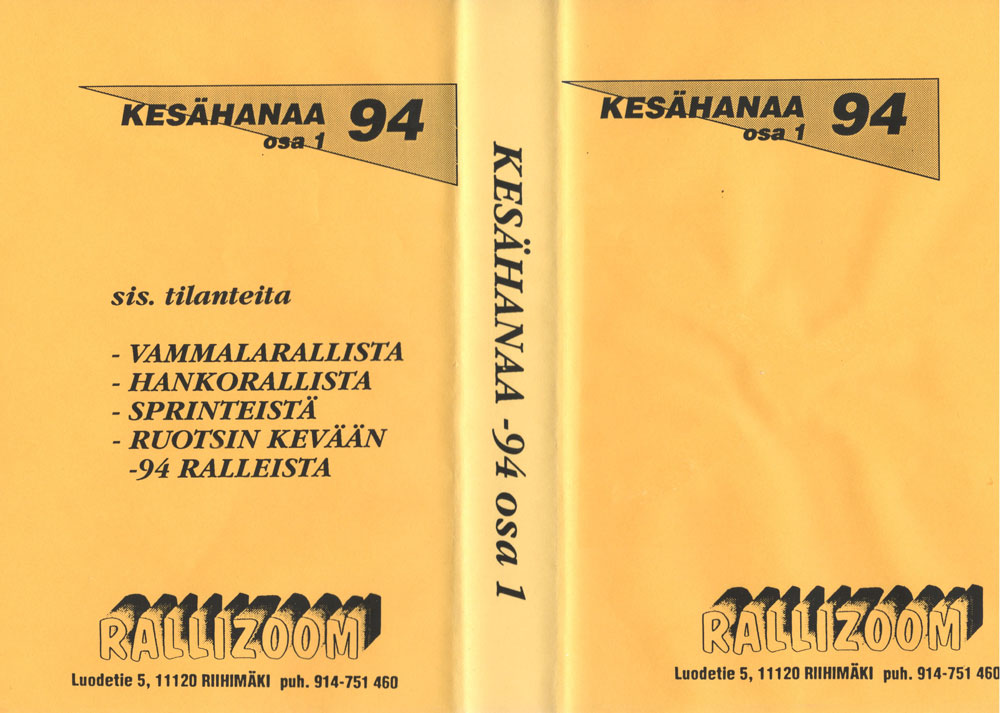 KESÄHANAA 94
osa 1
sis. tilanteita
- VAMMALARALLISTA
- HANKORALLISTA
- SPRINTEISTÄ
- RUOTSIN KEVÄÄN
-94 RALLEISTA
RALLIZOOM
Luodetie 5, 11120 RIIHIMÄKI puh. 914-751 460
KESÄHANAA -94 osa 1
KESÄHANAA 94
osa 1
RALLIZOOM
Luodetie 5, 11120 RIIHIMÄKI puh. 914-751 460